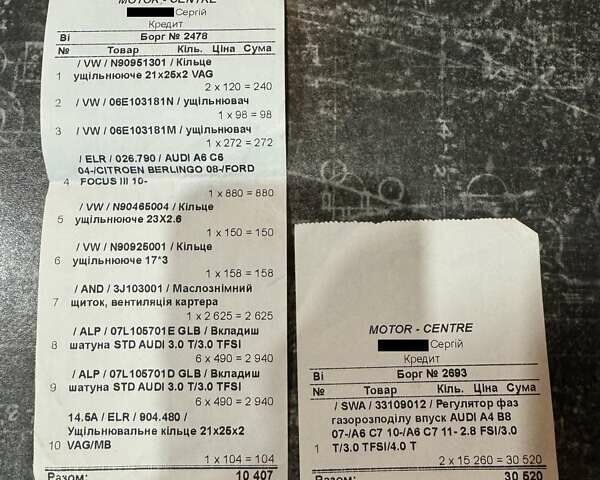 MOTOR - CENTRE
Сергій
Кредит
Ві Борг № 2478
№ Товар Кіль. Ціна Сума
/ VW / N90951301 / Кільце
1 ущільнююче 21x25x2 VAG
2 x 120 = 240
2 / VW / 06E103181N / ущільнювач
1 x 98 = 98
3 / VW / 06E103181M / ущільнювач
1 x 272 = 272
/ ELR / 026.790 / AUDI A6 C6
04-/CITROEN BERLINGO 08-/FORD
4 FOCUS III 10-
1 x 880 = 880
/ VW / N90465004 / Кільце
5 ущільнююче 23X2.6
1 x 150 = 150
/ VW / N90925001 / Кільце
6 ущільнююче 17*3
1 x 158 = 158
/ AND / 3J103001 / Маслознімний
7 щиток, вентиляція картера
1 x 2 625 = 2 625
/ ALP / 07L105701E GLB / Вкладиш
8 шатуна STD AUDI 3.0 T/3.0 TFSI
6 x 490 = 2 940
/ ALP / 07L105701D GLB / Вкладиш
9 шатуна STD AUDI 3.0 T/3.0 TFSI
6 x 490 = 2 940
14.5A / ELR / 904.480 /
Ущільнювальне кільце 21x25x2
10 VAG/MB
1 x 104 = 104
Разом: 10 407
MOTOR - CENTRE
Сергій
Кредит
Ві Борг № 2693
№ Товар Кіль. Ціна Сума
/ SWA / 33109012 / Регулятор фаз
газорозподілу впуск AUDI A4 B8
07-/A6 C7 10-/A6 C7 11- 2.8 FSI/3.0
1 T/3.0 TFSI/4.0 T
2 x 15 260 = 30 520
Разом: 30 520